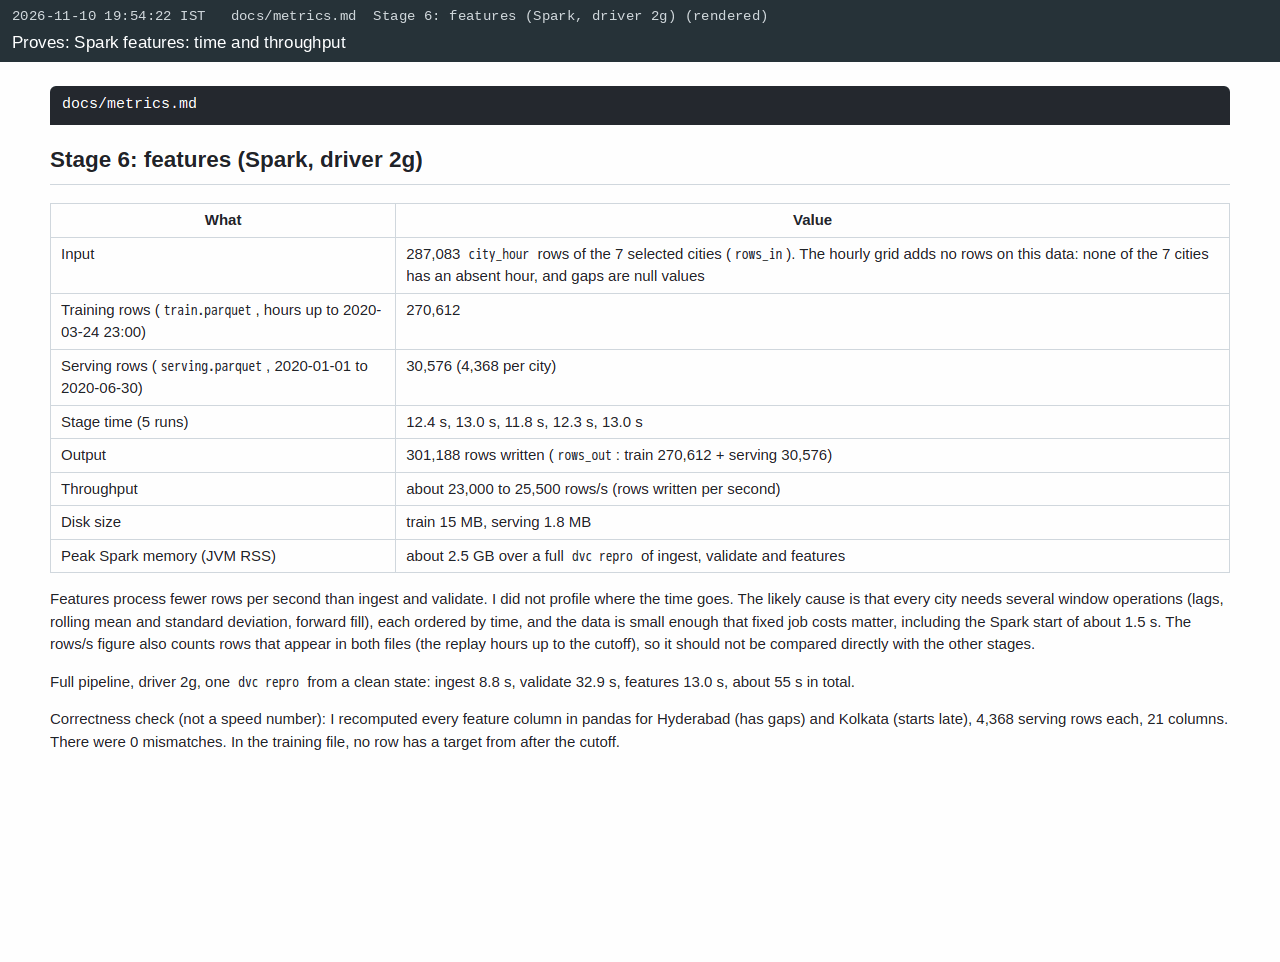 2026-11-10 19:54:22 IST   docs/metrics.md  Stage 6: features (Spark, driver 2g) (rendered)
Proves: Spark features: time and throughput
docs/metrics.md
Stage 6: features (Spark, driver 2g)
What Value
Input 287,083 city_hour rows of the 7 selected cities ( rows_in ). The hourly grid adds no rows on this data: none of the 7 cities
has an absent hour, and gaps are null values
Training rows ( train.parquet , hours up to 2020-
03-24 23:00) 270,612
Serving rows ( serving.parquet , 2020-01-01 to
2020-06-30) 30,576 (4,368 per city)
Stage time (5 runs) 12.4 s, 13.0 s, 11.8 s, 12.3 s, 13.0 s
Output 301,188 rows written ( rows_out : train 270,612 + serving 30,576)
Throughput about 23,000 to 25,500 rows/s (rows written per second)
Disk size train 15 MB, serving 1.8 MB
Peak Spark memory (JVM RSS) about 2.5 GB over a full dvc repro of ingest, validate and features
Features process fewer rows per second than ingest and validate. I did not profile where the time goes. The likely cause is that every city needs several window operations (lags,
rolling mean and standard deviation, forward fill), each ordered by time, and the data is small enough that fixed job costs matter, including the Spark start of about 1.5 s. The
rows/s figure also counts rows that appear in both files (the replay hours up to the cutoff), so it should not be compared directly with the other stages.
Full pipeline, driver 2g, one dvc repro from a clean state: ingest 8.8 s, validate 32.9 s, features 13.0 s, about 55 s in total.
Correctness check (not a speed number): I recomputed every feature column in pandas for Hyderabad (has gaps) and Kolkata (starts late), 4,368 serving rows each, 21 columns.
There were 0 mismatches. In the training file, no row has a target from after the cutoff.